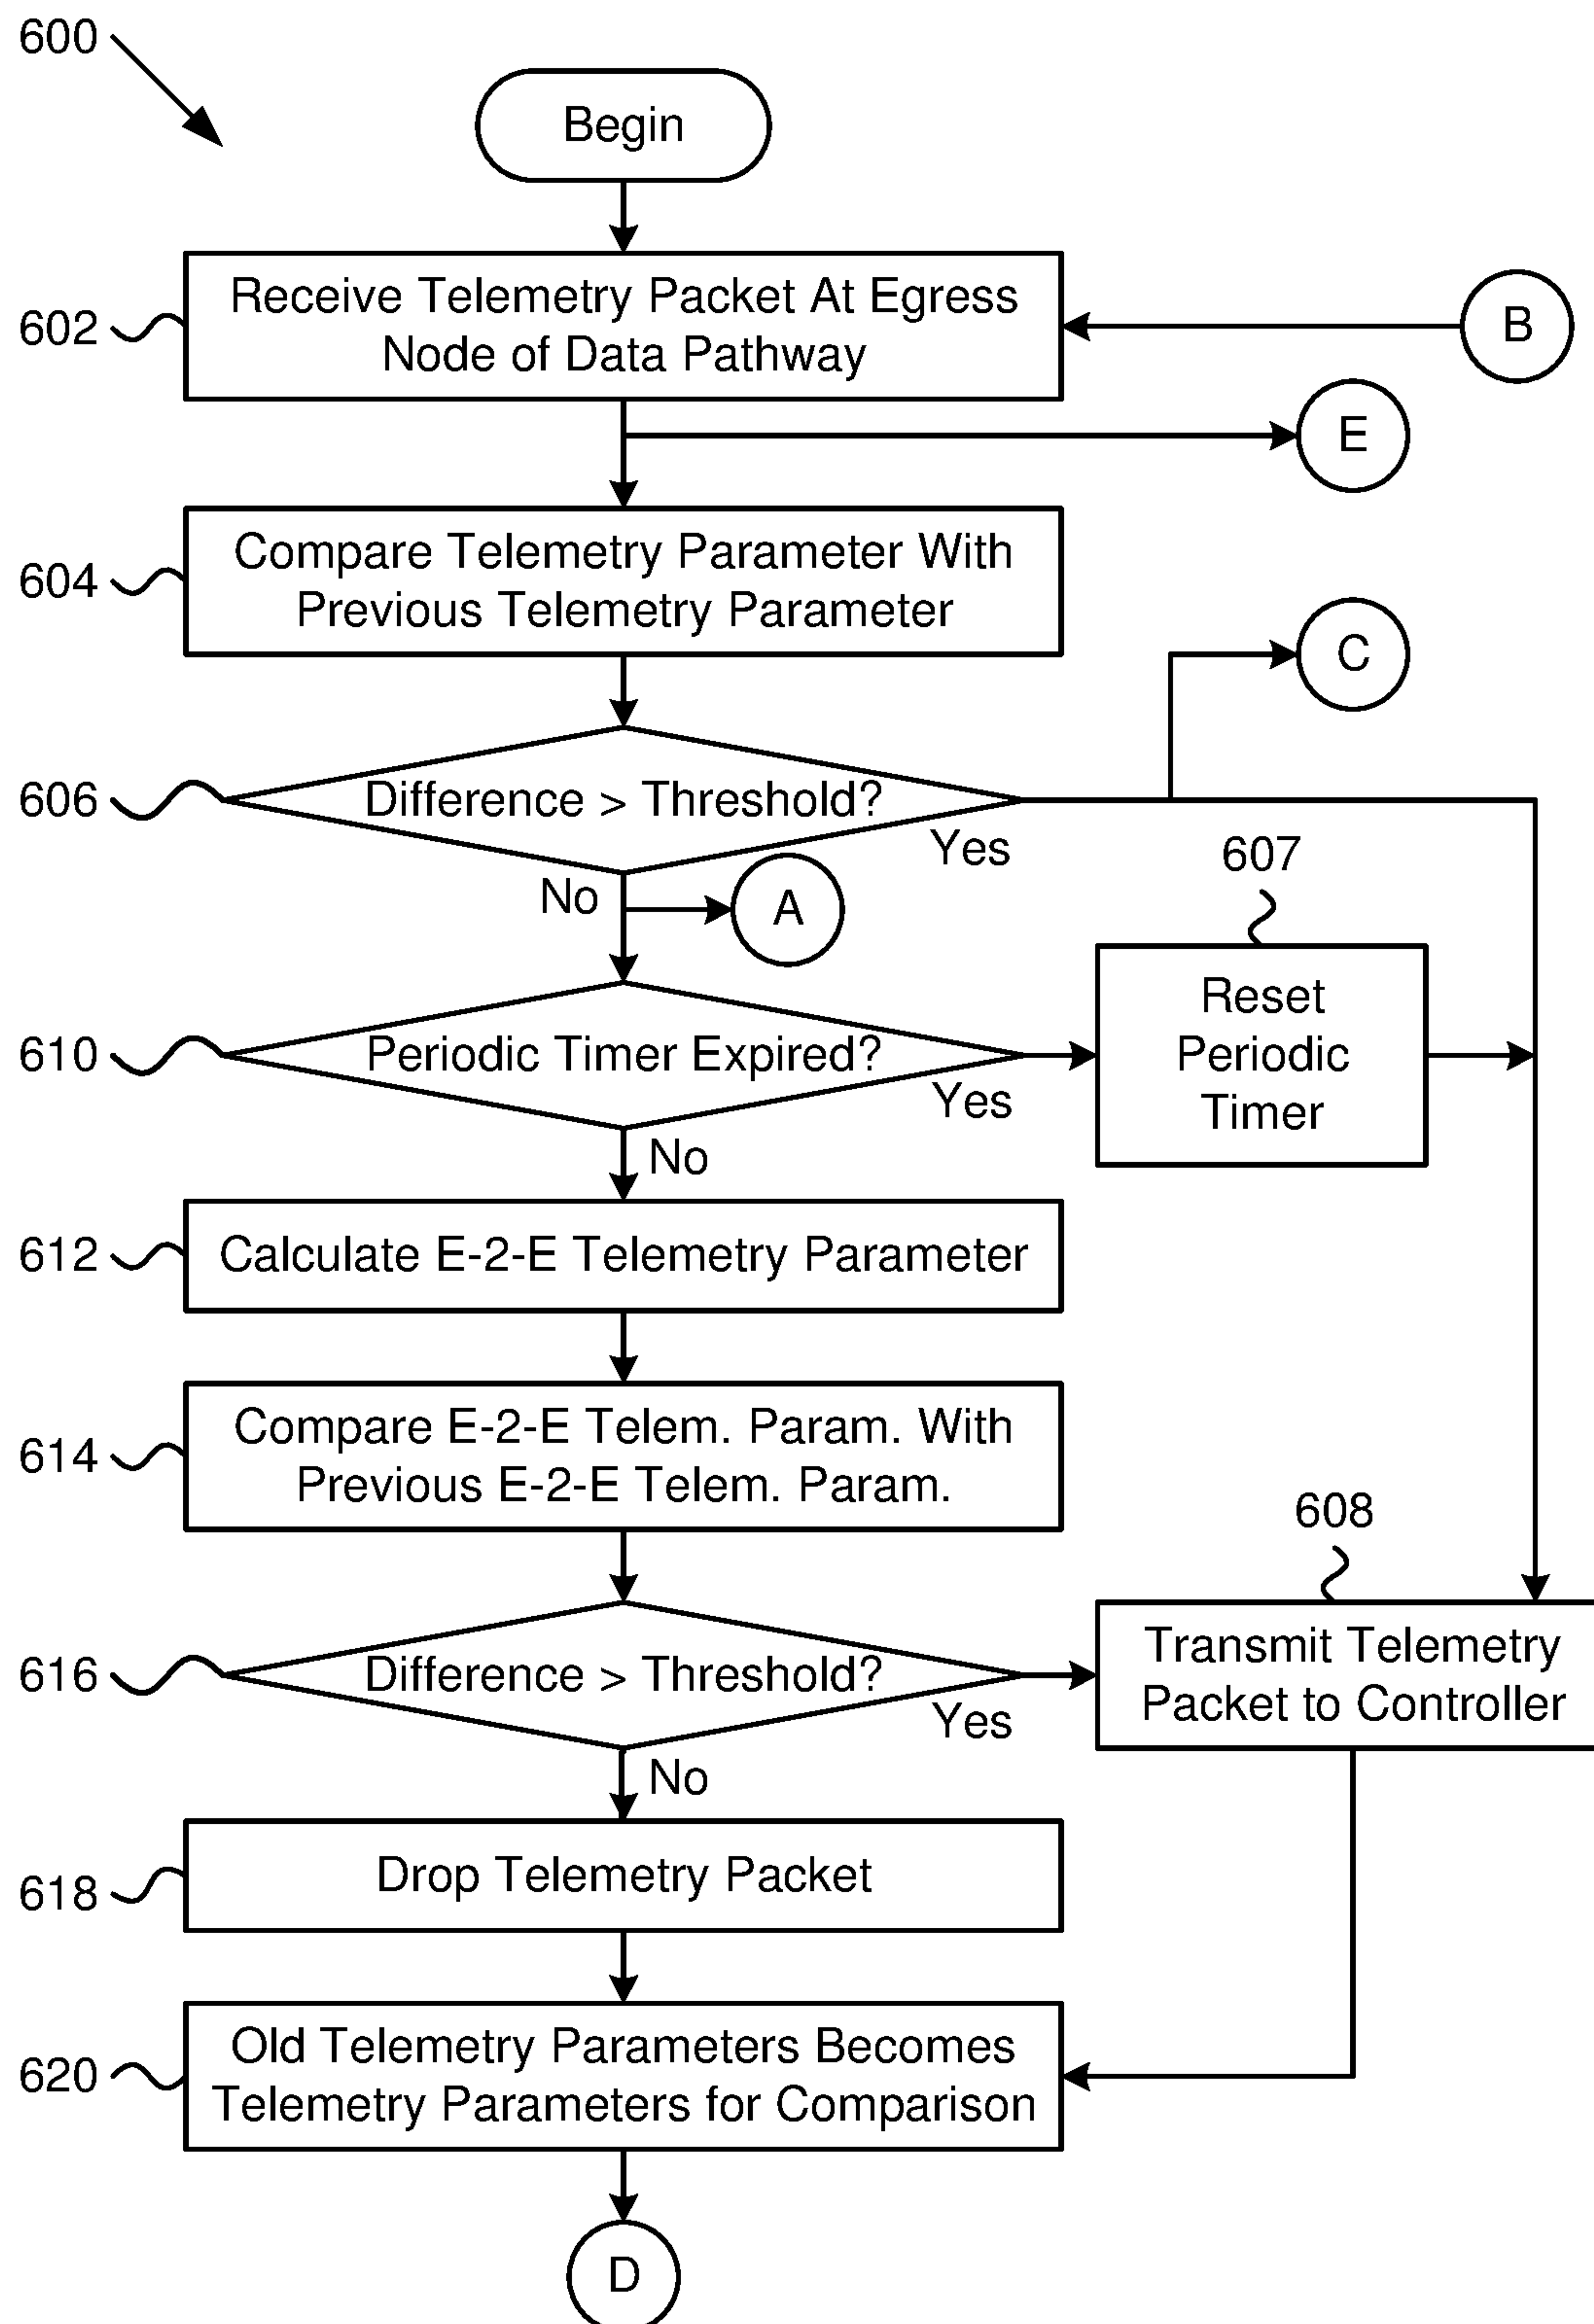 600
Begin
602
Receive Telemetry Packet At Egress
Node of Data Pathway
B
E
604
Compare Telemetry Parameter With
Previous Telemetry Parameter
C
606
Difference > Threshold?
Yes
607
No
A
Reset
Periodic
Timer
610
Periodic Timer Expired?
Yes
No
612
Calculate E-2-E Telemetry Parameter
614
Compare E-2-E Telem. Param. With
Previous E-2-E Telem. Param.
608
616
Difference > Threshold?
Yes
Transmit Telemetry
Packet to Controller
No
618
Drop Telemetry Packet
620
Old Telemetry Parameters Becomes
Telemetry Parameters for Comparison
D